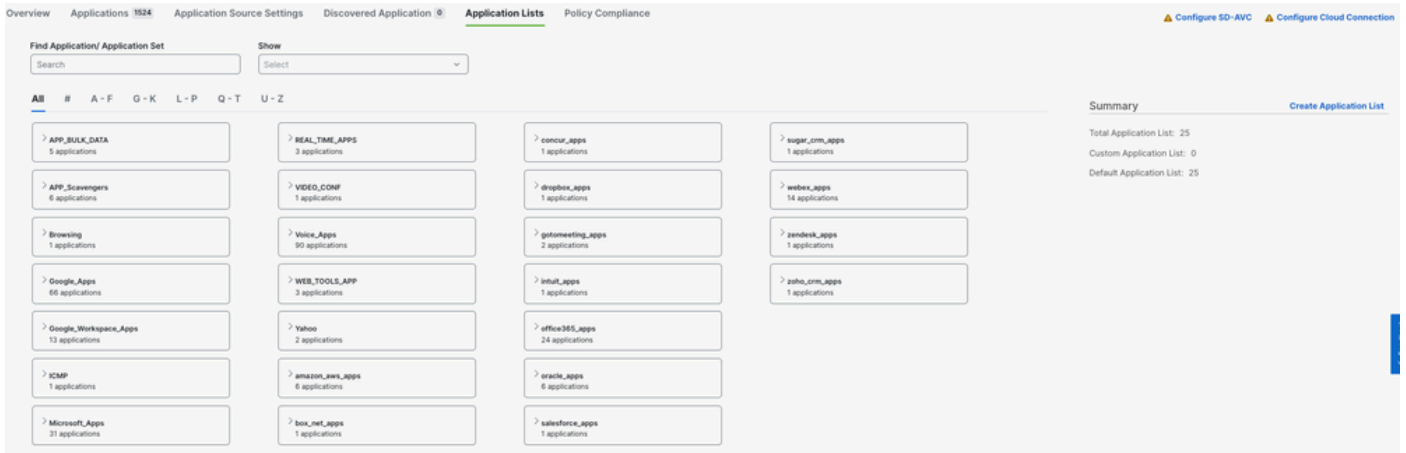 Overview Applications 1524 Application Source Settings Discovered Application 0 Application Lists Policy Compliance
Configure SD-AVC Configure Cloud Connection
Find Application/ Application Set Show
Search Select
All # A - F G - K L - P Q - T U - Z
Summary Create Application List
Total Application List: 25
Custom Application List: 0
Default Application List: 25
APP_BULK_DATA
5 applications
REAL_TIME_APPS
3 applications
concur_apps
1 applications
sugar_crm_apps
1 applications
APP_Scavengers
6 applications
VIDEO_CONF
1 applications
dropbox_apps
1 applications
webex_apps
14 applications
Browsing
1 applications
Voice_Apps
90 applications
gotomeeting_apps
2 applications
zendesk_apps
1 applications
Google_Apps
66 applications
WEB_TOOLS_APP
3 applications
intuit_apps
1 applications
zoho_crm_apps
1 applications
Google_Workspace_Apps
13 applications
Yahoo
2 applications
office365_apps
24 applications
ICMP
1 applications
amazon_aws_apps
6 applications
oracle_apps
6 applications
Microsoft_Apps
31 applications
box_net_apps
1 applications
salesforce_apps
1 applications